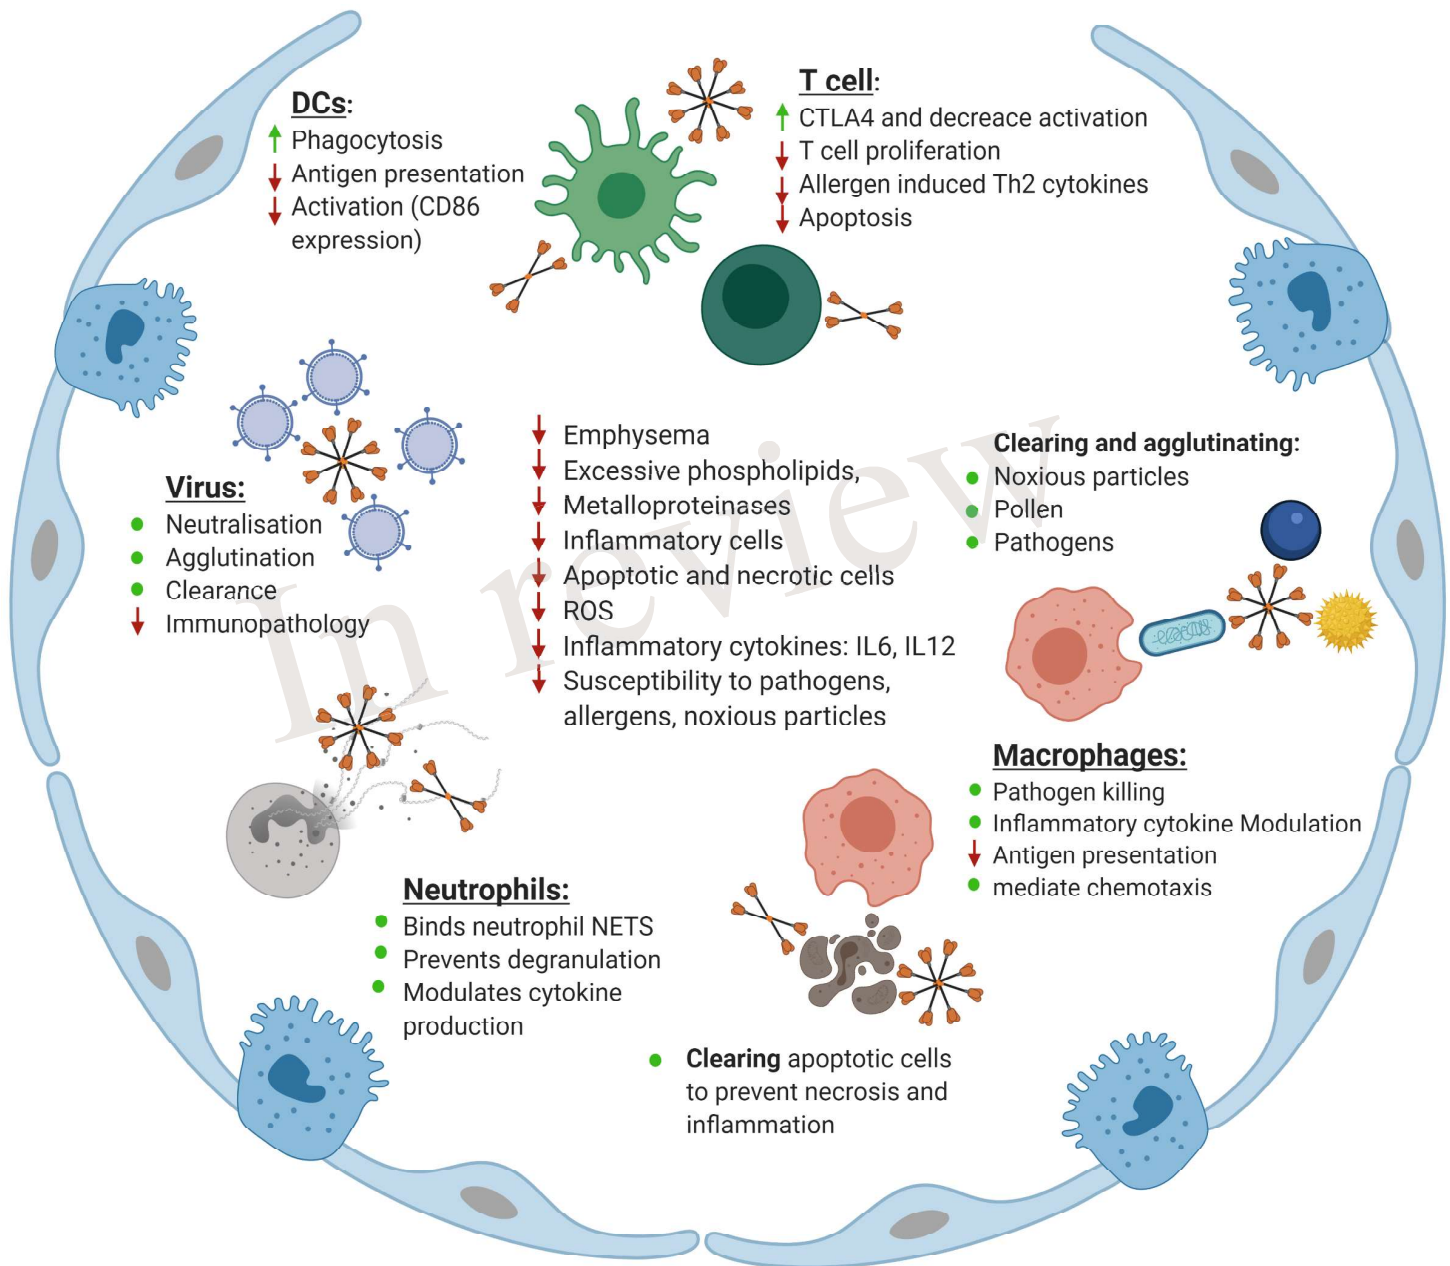 DCs:
Phagocytosis
Antigen presentation
Activation (CD86
expression)
T cell:
CTLA4 and decreace activation
T cell proliferation
Allergen induced Th2 cytokines
Apoptosis
Virus:
Neutralisation
Agglutination
Clearance
Immunopathology
Emphysema
Excessive phospholipids,
Metalloproteinases
Inflammatory cells
Apoptotic and necrotic cells
ROS
Inflammatory cytokines: IL6, IL12
Susceptibility to pathogens,
allergens, noxious particles
Clearing and agglutinating:
Noxious particles
Pollen
Pathogens
In review
Macrophages:
Pathogen killing
Inflammatory cytokine Modulation
Antigen presentation
mediate chemotaxis
Neutrophils:
Binds neutrophil NETS
Prevents degranulation
Modulates cytokine
production
Clearing apoptotic cells
to prevent necrosis and
inflammation